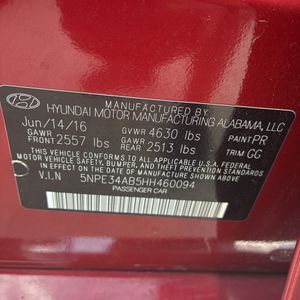 MANUFACTURED BY
HYUNDAI MOTOR MANUFACTURING ALABAMA, LLC
Jun/14/16 GVWR 4630 lbs PAINT PR
GAWR FRONT 2557 lbs GAWR REAR 2513 lbs TRIM GG
THIS VEHICLE CONFORMS TO ALL APPLICABLE U.S. FEDERAL
MOTOR VEHICLE SAFETY, BUMPER, AND THEFT PREVENTION
STANDARDS IN EFFECT ON THE DATE OF MANUFACTURE SHOWN ABOVE.
V.I.N 5NPE34AB5HH460094
PASSENGER CAR